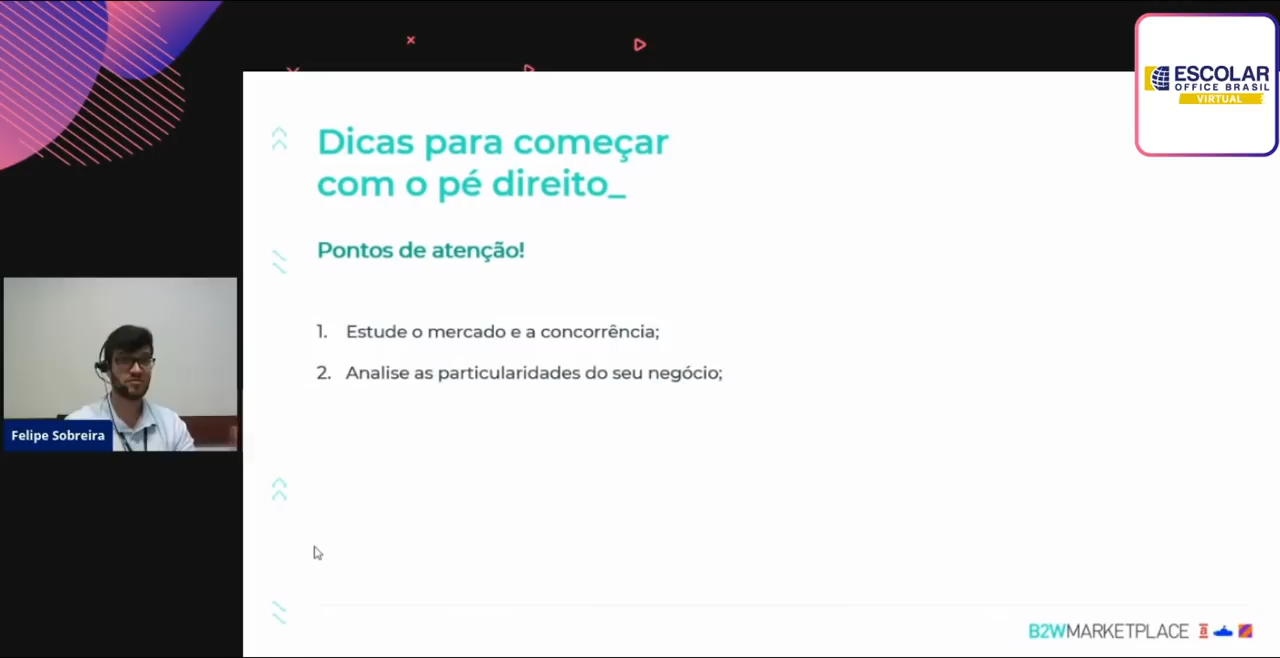 ESCOLAR
OFFICE BRASIL
VIRTUAL
Dicas para começar
com o pé direito_
Pontos de atenção!
1. Estude o mercado e a concorrência;
2. Analise as particularidades do seu negócio;
Felipe Sobreira
B2WMARKETPLACE